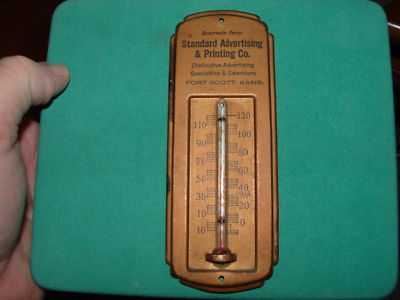 Souvenir from
Standard Advertising
& Printing Co.
Distinctive Advertising
Specialties & Calendars
FORT SCOTT, KANS.
120
110
100
90
80
70
60
50
40
30
20
10
0
10